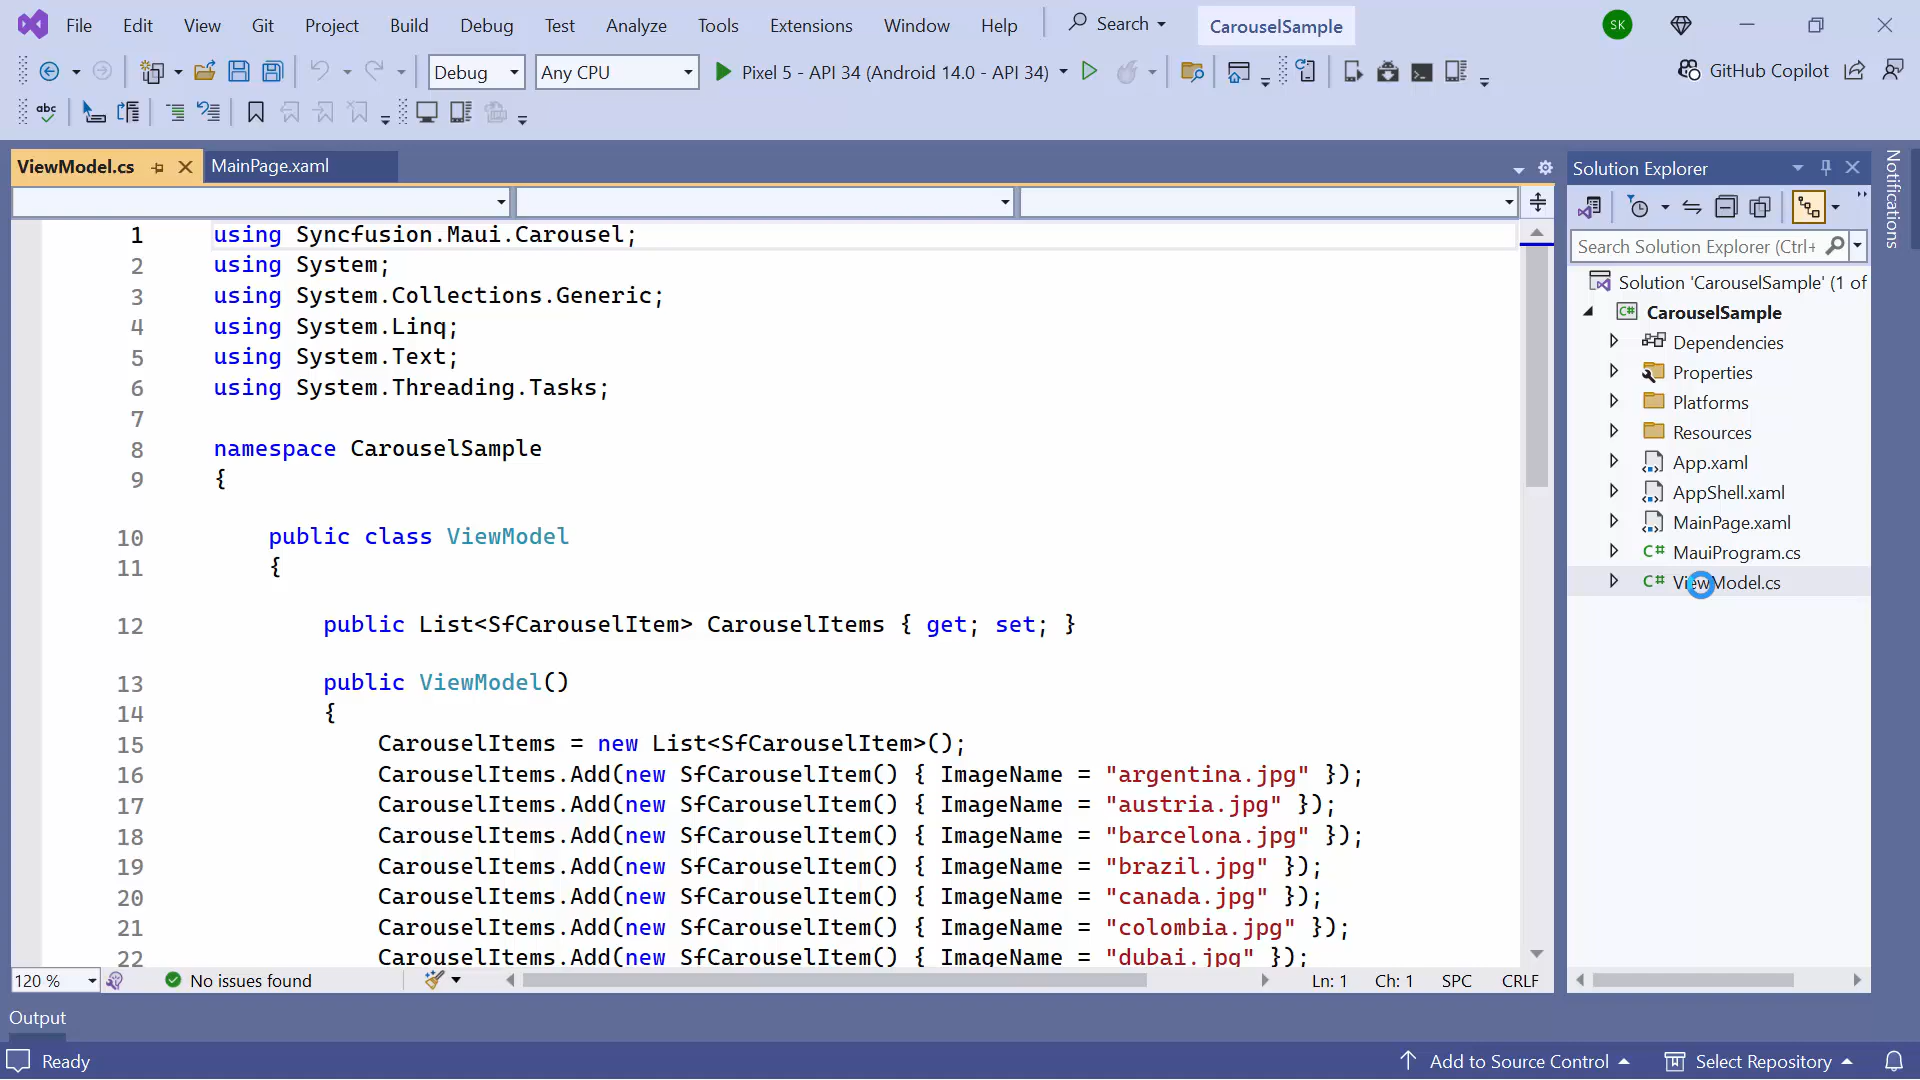 File Edit View Git Project Build Debug Test Analyze Tools Extensions Window Help Search CarouselSample SK
Debug Any CPU Pixel 5 - API 34 (Android 14.0 - API 34) GitHub Copilot
abc
ViewModel.cs MainPage.xaml
1 using Syncfusion.Maui.Carousel;
2 using System;
3 using System.Collections.Generic;
4 using System.Linq;
5 using System.Text;
6 using System.Threading.Tasks;
7
8 namespace CarouselSample
9 {
10 public class ViewModel
11 {
12 public List<SfCarouselItem> CarouselItems { get; set; }
13 public ViewModel()
14 {
15 CarouselItems = new List<SfCarouselItem>();
16 CarouselItems.Add(new SfCarouselItem() { ImageName = "argentina.jpg" });
17 CarouselItems.Add(new SfCarouselItem() { ImageName = "austria.jpg" });
18 CarouselItems.Add(new SfCarouselItem() { ImageName = "barcelona.jpg" });
19 CarouselItems.Add(new SfCarouselItem() { ImageName = "brazil.jpg" });
20 CarouselItems.Add(new SfCarouselItem() { ImageName = "canada.jpg" });
21 CarouselItems.Add(new SfCarouselItem() { ImageName = "colombia.jpg" });
22 CarouselItems.Add(new SfCarouselItem() { ImageName = "dubai.jpg" });
120 % No issues found Ln: 1 Ch: 1 SPC CRLF
Solution Explorer
Search Solution Explorer (Ctrl+
Solution 'CarouselSample' (1 of
C# CarouselSample
Dependencies
Properties
Platforms
Resources
App.xaml
AppShell.xaml
MainPage.xaml
C# MauiProgram.cs
C# ViewModel.cs
Notifications
Output
Ready Add to Source Control Select Repository